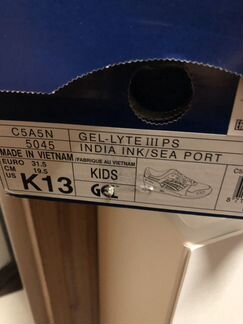 C5A5N GEL-LYTE III PS
5045 INDIA INK/SEA PORT
MADE IN VIETNAM /FABRIQUE AU VIETNAM
EURO 31.5
CM 19.5
US K13
KIDS
GEL